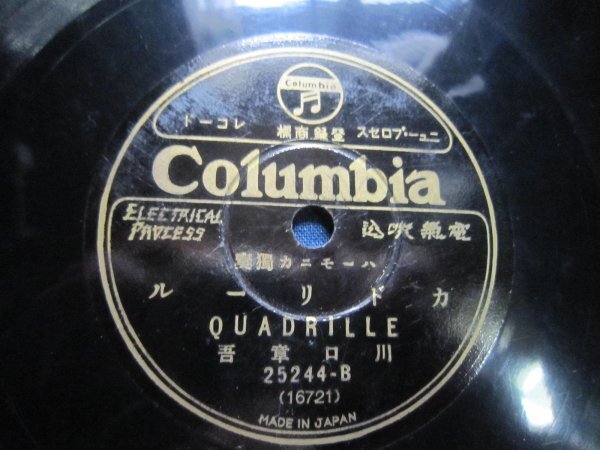 Columbia
ニュー・プロセス 登録商標 レコード
Columbia
ELECTRICAL PROCESS
電氣吹込
ハーモニカ獨奏
カドリール
QUADRILLE
川口章吾
25244-B
(16721)
MADE IN JAPAN